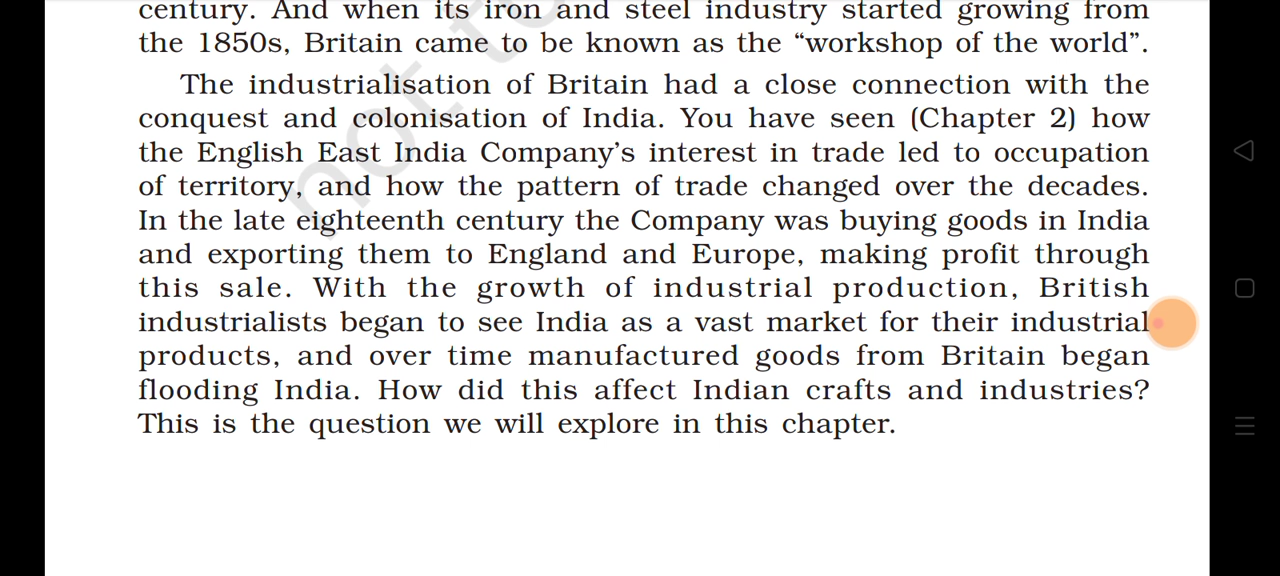 century. And when its iron and steel industry started growing from
the 1850s, Britain came to be known as the “workshop of the world”.
The industrialisation of Britain had a close connection with the
conquest and colonisation of India. You have seen (Chapter 2) how
the English East India Company’s interest in trade led to occupation
of territory, and how the pattern of trade changed over the decades.
In the late eighteenth century the Company was buying goods in India
and exporting them to England and Europe, making profit through
this sale. With the growth of industrial production, British
industrialists began to see India as a vast market for their industrial
products, and over time manufactured goods from Britain began
flooding India. How did this affect Indian crafts and industries?
This is the question we will explore in this chapter.
not to